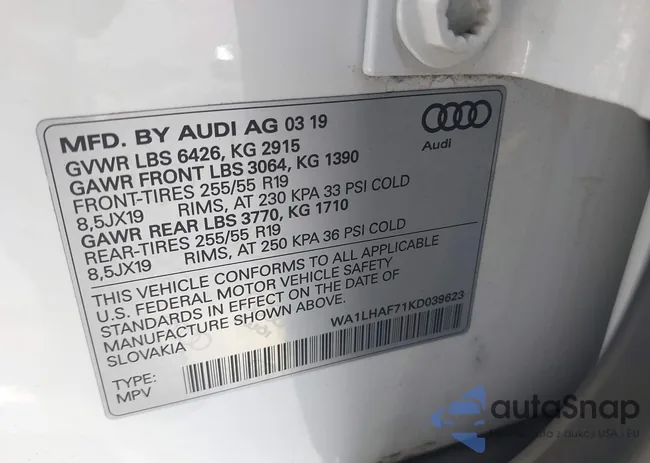 MFD. BY AUDI AG 03 19
GVWR LBS 6426, KG 2915
GAWR FRONT LBS 3064, KG 1390
FRONT-TIRES 255/55 R19
8,5JX19 RIMS, AT 230 KPA 33 PSI COLD
GAWR REAR LBS 3770, KG 1710
REAR-TIRES 255/55 R19
8,5JX19 RIMS, AT 250 KPA 36 PSI COLD
Audi
THIS VEHICLE CONFORMS TO ALL APPLICABLE
U.S. FEDERAL MOTOR VEHICLE SAFETY
STANDARDS IN EFFECT ON THE DATE OF
MANUFACTURE SHOWN ABOVE.
SLOVAKIA
WA1LHAF71KD039623
TYPE:
MPV
autoSnap
USA - EU